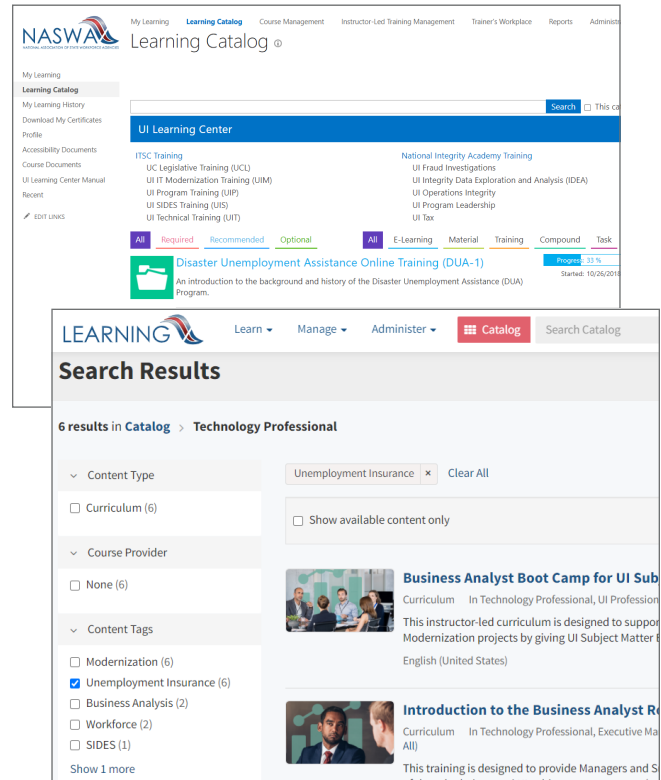 NASWA
NATIONAL ASSOCIATION OF STATE WORKFORCE AGENCIES
My Learning
Learning Catalog
Course Management
Instructor-Led Training Management
Trainer's Workplace
Reports
Learning Catalog
My Learning
Learning Catalog
My Learning History
Download My Certificates
Profile
Accessibility Documents
Course Documents
UI Learning Center Manual
Recent
EDIT LINKS
Search
This
UI Learning Center
ITSC Training
UC Legislative Training (UCL)
UI IT Modernization Training (UIM)
UI Program Training (UIP)
UI SIDES Training (UIS)
UI Technical Training (UIT)
National Integrity Academy Training
UI Fraud Investigations
UI Integrity Data Exploration and Analysis (IDEA)
UI Operations Integrity
UI Program Leadership
UI Tax
All Required Recommended Optional
All E-Learning Material Training Compound Task
Disaster Unemployment Assistance Online Training (DUA-1)
Progress: 33 %
Started: 10/26/2018
An introduction to the background and history of the Disaster Unemployment Assistance (DUA)
Program.
LEARNING
Learn
Manage
Administer
Catalog
Search Catalog
Search Results
6 results in Catalog > Technology Professional
Content Type
Curriculum (6)
Course Provider
None (6)
Content Tags
Modernization (6)
Unemployment Insurance (6)
Business Analysis (2)
Workforce (2)
SIDES (1)
Show 1 more
Unemployment Insurance ×
Clear All
Show available content only
Business Analyst Boot Camp for UI Sub
Curriculum In Technology Professional, UI Profession
This instructor-led curriculum is designed to suppor
Modernization projects by giving UI Subject Matter
English (United States)
Introduction to the Business Analyst R
Curriculum In Technology Professional, Executive Ma
All)
This training is designed to provide Managers and S